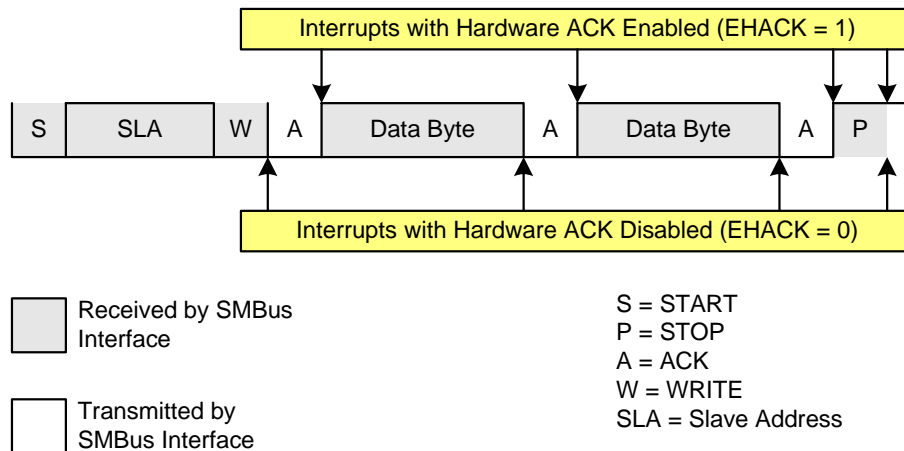 Interrupts with Hardware ACK Enabled (EHACK = 1)
S SLA W A Data Byte A Data Byte A P
Interrupts with Hardware ACK Disabled (EHACK = 0)
Received by SMBus
Interface
Transmitted by
SMBus Interface
S = START
P = STOP
A = ACK
W = WRITE
SLA = Slave Address